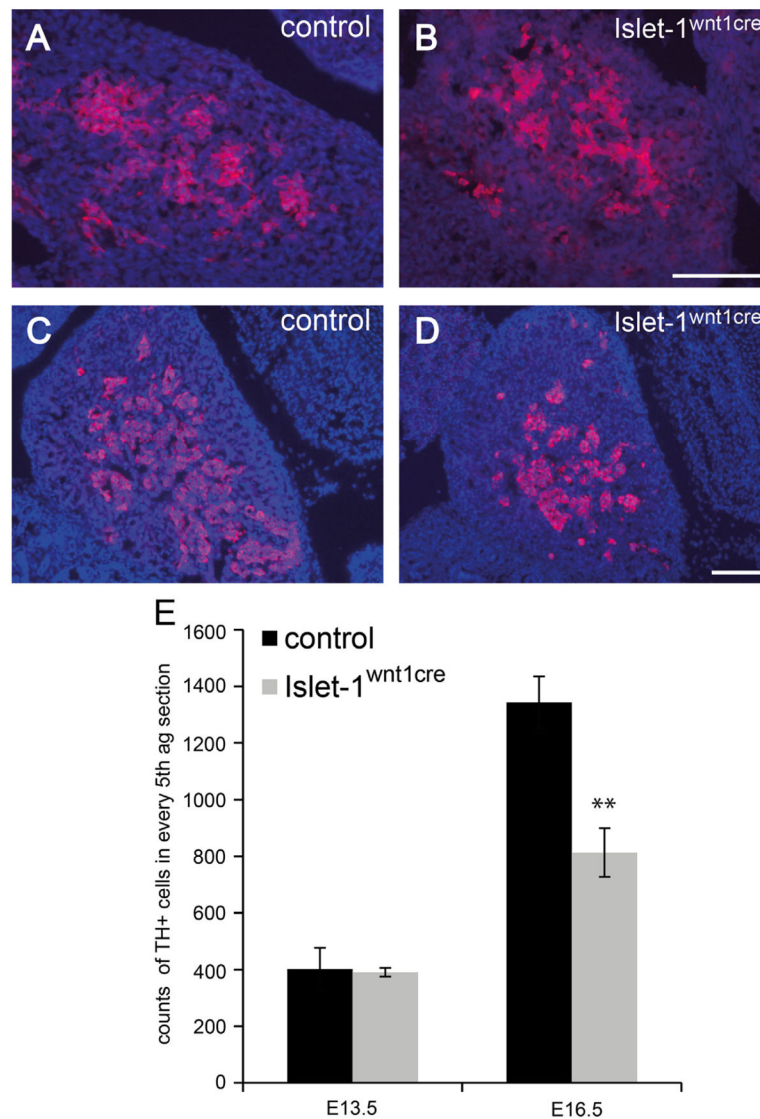 A
control
B
Islet-1wnt1cre
C
control
D
Islet-1wnt1cre
E
counts of TH+ cells in every 5th ag section
1600
1400
1200
1000
800
600
400
200
0
control
Islet-1wnt1cre
**
E13.5
E16.5